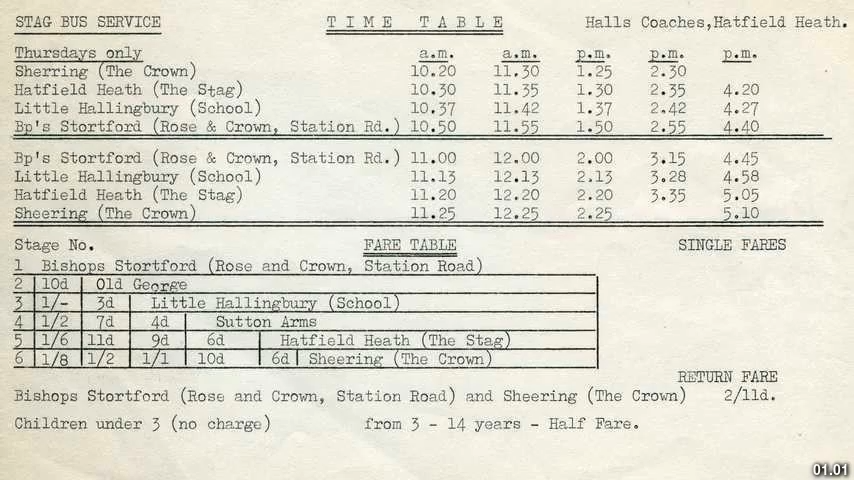 STAG BUS SERVICE T I M E T A B L E Halls Coaches,Hatfield Heath.
Thursdays only a.m. a.m. p.m. p.m. p.m.
Sherring (The Crown) 10.20 11.30 1.25 2.30
Hatfield Heath (The Stag) 10.30 11.35 1.30 2.35 4.20
Little Hallingbury (School) 10.37 11.42 1.37 2.42 4.27
Bp's Stortford (Rose & Crown, Station Rd.) 10.50 11.55 1.50 2.55 4.40
Bp's Stortford (Rose & Crown, Station Rd.) 11.00 12.00 2.00 3.15 4.45
Little Hallingbury (School) 11.13 12.13 2.13 3.28 4.58
Hatfield Heath (The Stag) 11.20 12.20 2.20 3.35 5.05
Sheering (The Crown) 11.25 12.25 2.25 5.10
Stage No. FARE TABLE SINGLE FARES
1 Bishops Stortford (Rose and Crown, Station Road)
2 10d Old George
3 1/- 3d Little Hallingbury (School)
4 1/2 7d 4d Sutton Arms
5 1/6 11d 9d 6d Hatfield Heath (The Stag)
6 1/8 1/2 1/1 10d 6d Sheering (The Crown)
RETURN FARE
Bishops Stortford (Rose and Crown, Station Road) and Sheering (The Crown) 2/11d.
Children under 3 (no charge) from 3 - 14 years - Half Fare.
01.01